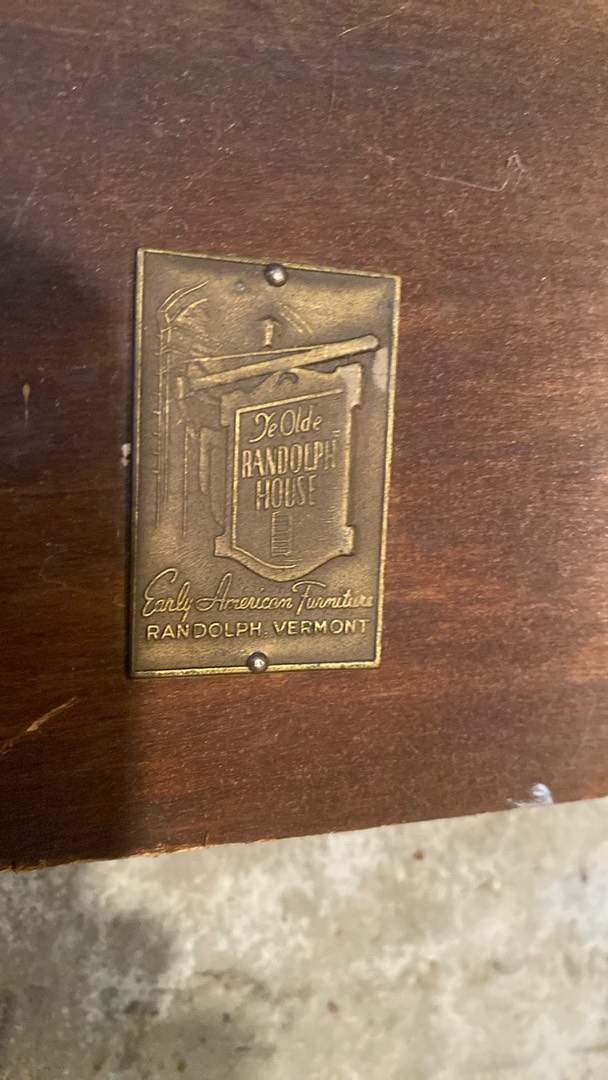 Ye Olde
RANDOLPH
HOUSE
Early American Furniture
RANDOLPH, VERMONT